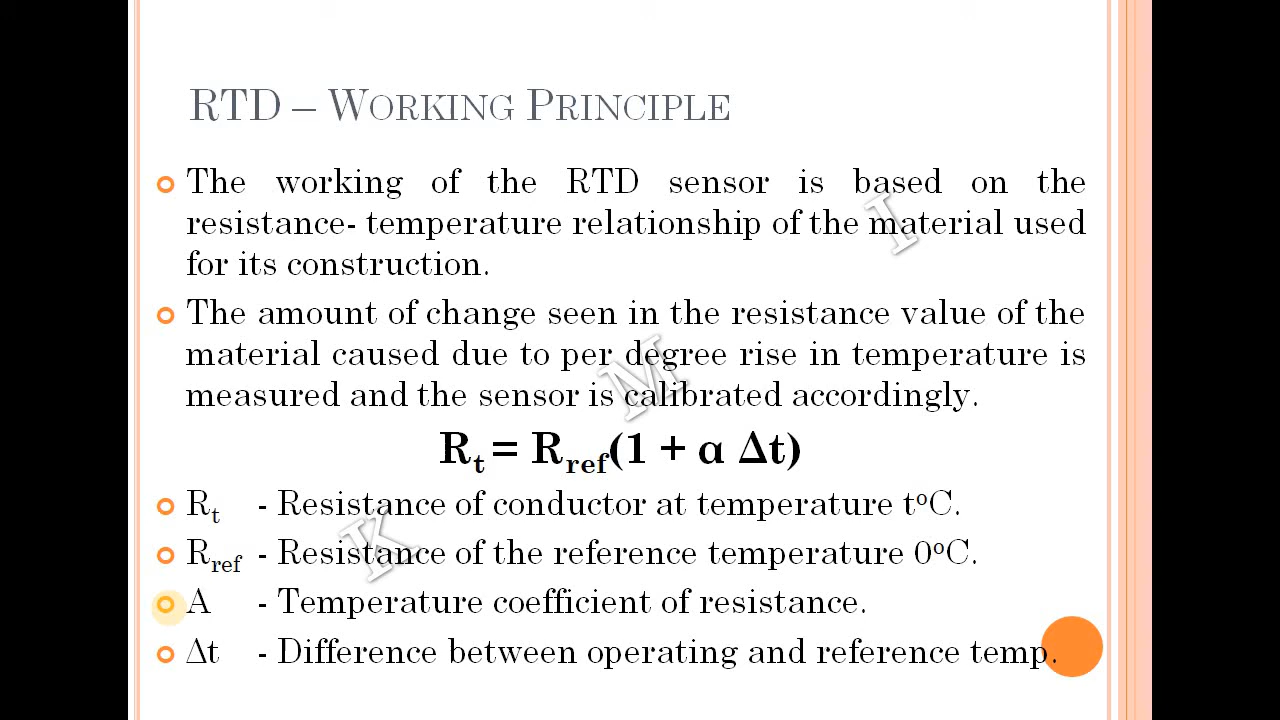 RTD – WORKING PRINCIPLE
The working of the RTD sensor is based on the
resistance- temperature relationship of the material used
for its construction.
The amount of change seen in the resistance value of the
material caused due to per degree rise in temperature is
measured and the sensor is calibrated accordingly.
Rt = Rref(1 + α Δt)
Rt - Resistance of conductor at temperature t°C.
Rref - Resistance of the reference temperature 0°C.
A - Temperature coefficient of resistance.
Δt - Difference between operating and reference temp.
K M I